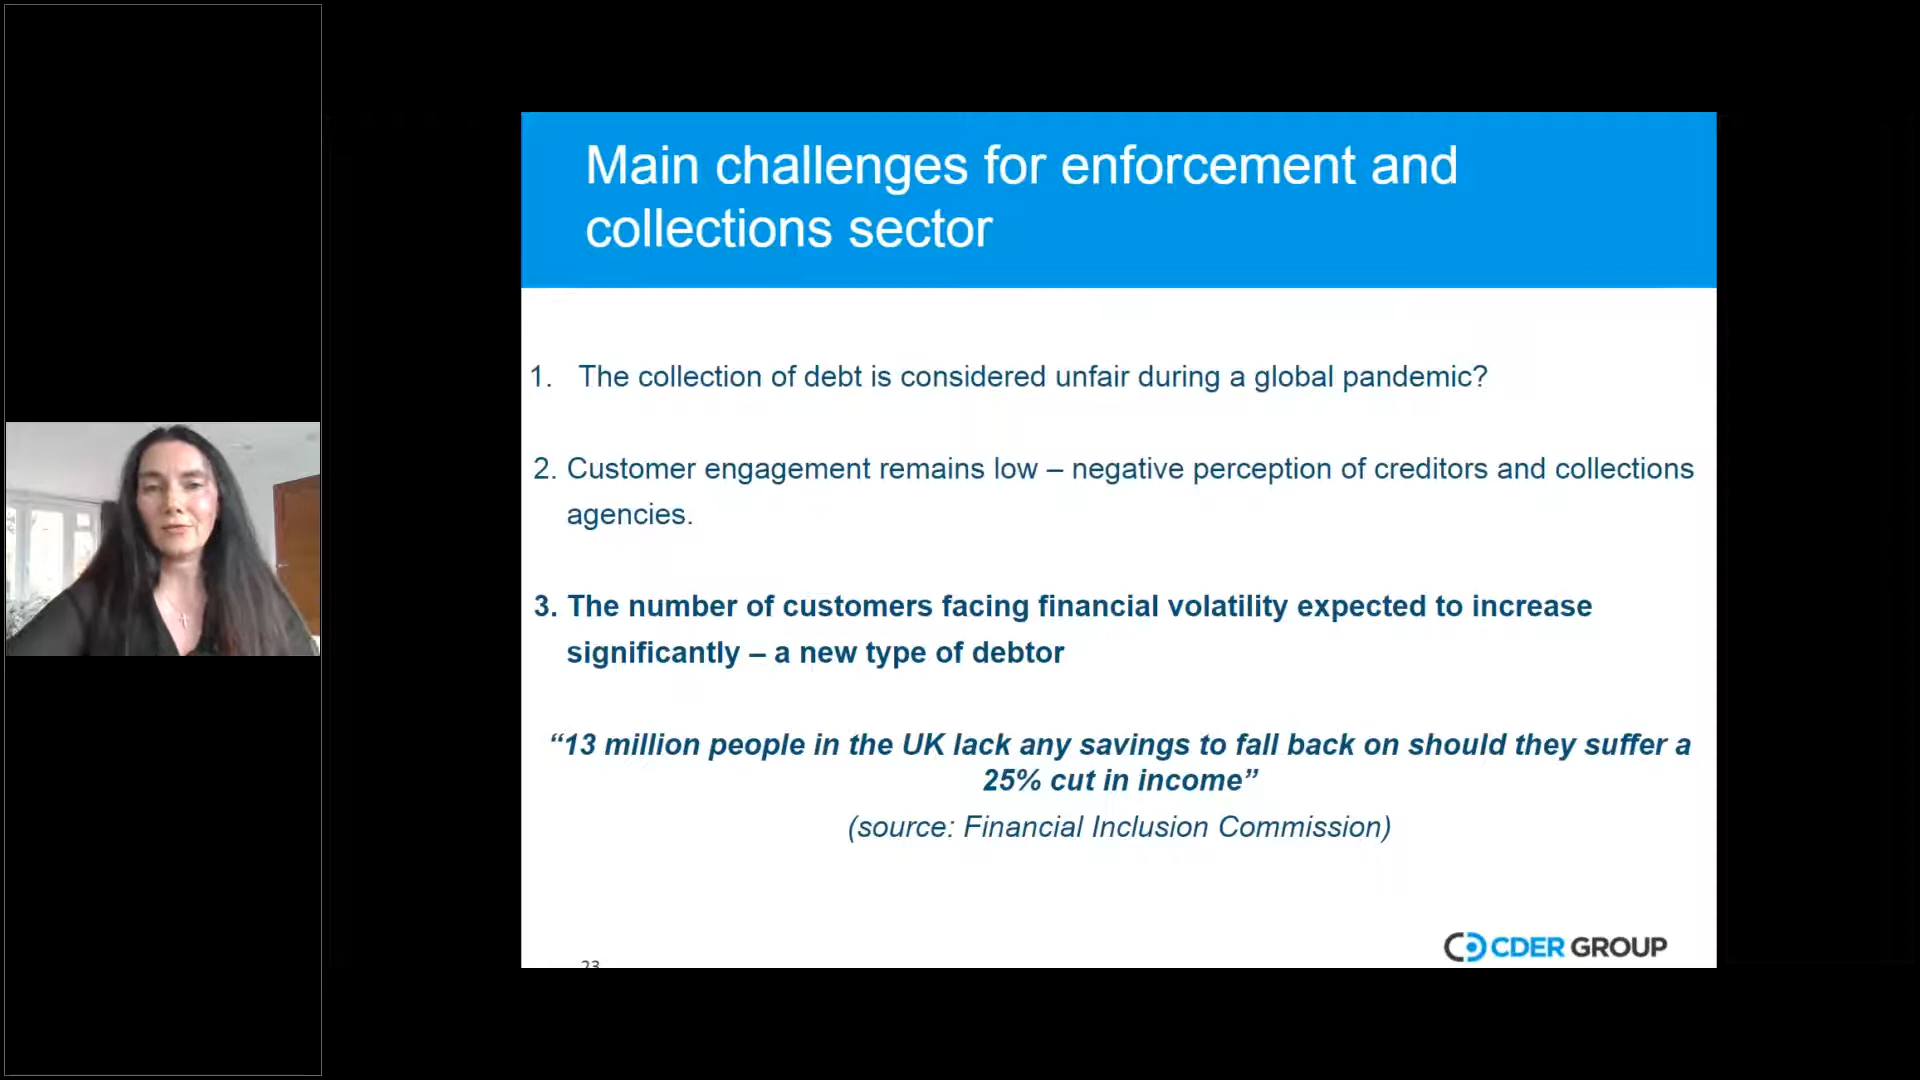 Main challenges for enforcement and
collections sector
1. The collection of debt is considered unfair during a global pandemic?
2. Customer engagement remains low – negative perception of creditors and collections
agencies.
3. The number of customers facing financial volatility expected to increase
significantly – a new type of debtor
“13 million people in the UK lack any savings to fall back on should they suffer a
25% cut in income”
(source: Financial Inclusion Commission)
CDER GROUP
23